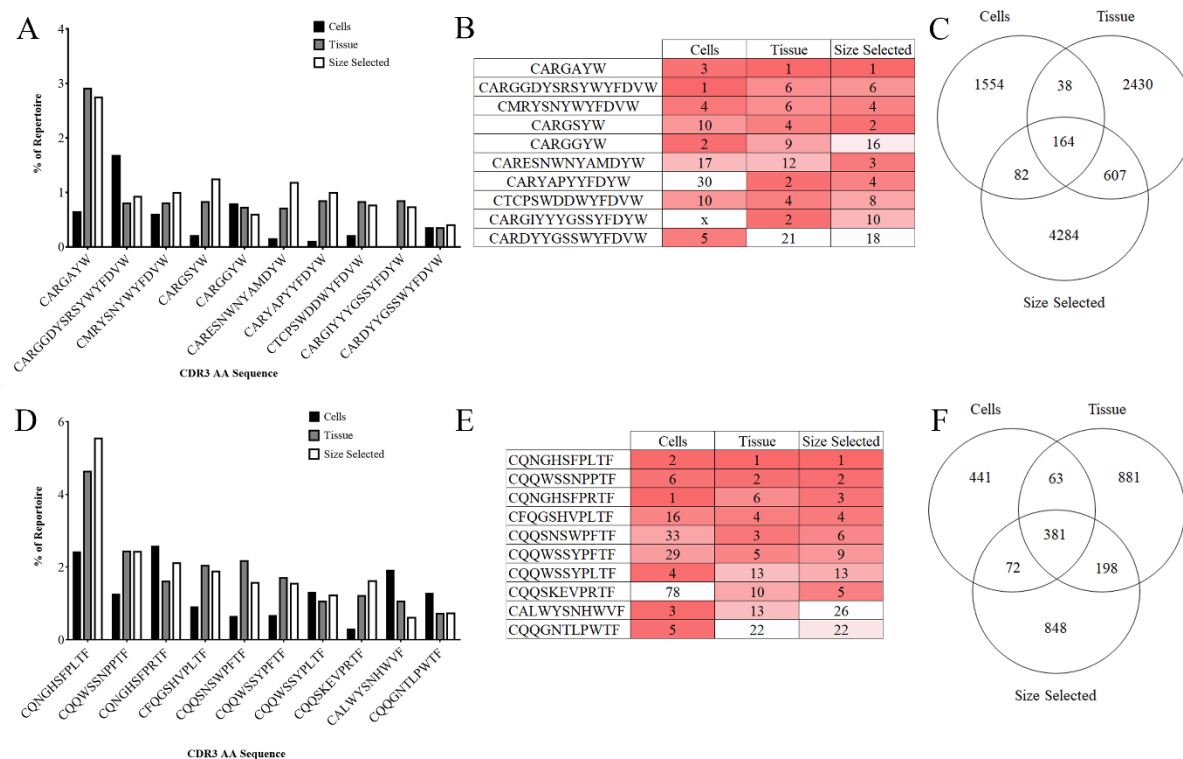 A
% of Repertoire
4
3
2
1
0
Cells
Tissue
Size Selected
CARGAYW
CARGGDYSRSYWYFDVW
CMRYSNYWYFDVW
CARGSYW
CARGGYW
CARESNWNYAMDYW
CARYAPYYFDYW
CTCPSWDDWYFDVW
CARGIYYYGSSYFDYW
CARDYYGSSWYFDVW
CDR3 AA Sequence
B
Cells Tissue Size Selected
CARGAYW 3 1 1
CARGGDYSRSYWYFDVW 1 6 6
CMRYSNYWYFDVW 4 6 4
CARGSYW 10 4 2
CARGGYW 2 9 16
CARESNWNYAMDYW 17 12 3
CARYAPYYFDYW 30 2 4
CTCPSWDDWYFDVW 10 4 8
CARGIYYYGSSYFDYW x 2 10
CARDYYGSSWYFDVW 5 21 18
C
Cells Tissue
1554 38 2430
164
82 607
4284
Size Selected
D
% of Reportoire
6
4
2
0
Cells
Tissue
Size Selected
CQNGHSFPLTF
CQQWSSNPPTF
CQNGHSFPRTF
CFQGSHVPLTF
CQQSNSWPFTF
CQQWSSYPFTF
CQQWSSYPLTF
CQQSKEVPRTF
CALWYSNHWVF
CQQGNTLPWTF
CDR3 AA Sequence
E
Cells Tissue Size Selected
CQNGHSFPLTF 2 1 1
CQQWSSNPPTF 6 2 2
CQNGHSFPRTF 1 6 3
CFQGSHVPLTF 16 4 4
CQQSNSWPFTF 33 3 6
CQQWSSYPFTF 29 5 9
CQQWSSYPLTF 4 13 13
CQQSKEVPRTF 78 10 5
CALWYSNHWVF 3 13 26
CQQGNTLPWTF 5 22 22
F
Cells Tissue
441 63 881
381
72 198
848
Size Selected